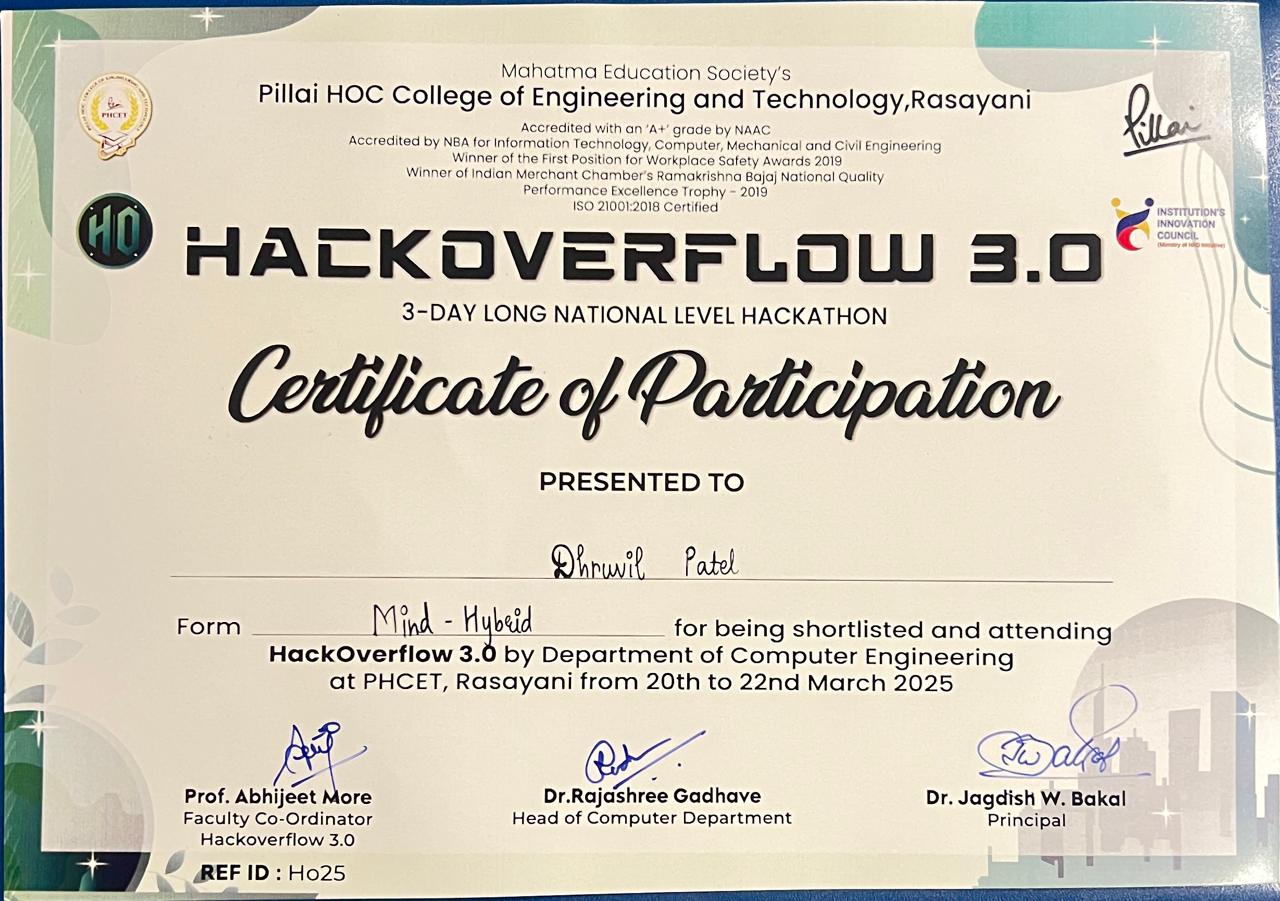 Mahatma Education Society's
Pillai HOC College of Engineering and Technology,Rasayani
Accredited with an 'A+' grade by NAAC
Accredited by NBA for Information Technology, Computer, Mechanical and Civil Engineering
Winner of the First Position for Workplace Safety Awards 2019
Winner of Indian Merchant Chamber's Ramakrishna Bajaj National Quality
Performance Excellence Trophy - 2019
ISO 21001:2018 Certified
PHCET
Pillai
HO
INSTITUTION'S
INNOVATION
COUNCIL
(Ministry of HRD Initiative)
HACKOVERFLOW 3.0
3-DAY LONG NATIONAL LEVEL HACKATHON
Certificate of Participation
PRESENTED TO
Dhruvil Patel
Form Mind - Hybrid for being shortlisted and attending
HackOverflow 3.0 by Department of Computer Engineering
at PHCET, Rasayani from 20th to 22nd March 2025
Prof. Abhijeet More
Faculty Co-Ordinator
Hackoverflow 3.0
Dr.Rajashree Gadhave
Head of Computer Department
Dr. Jagdish W. Bakal
Principal
REF ID : Ho25